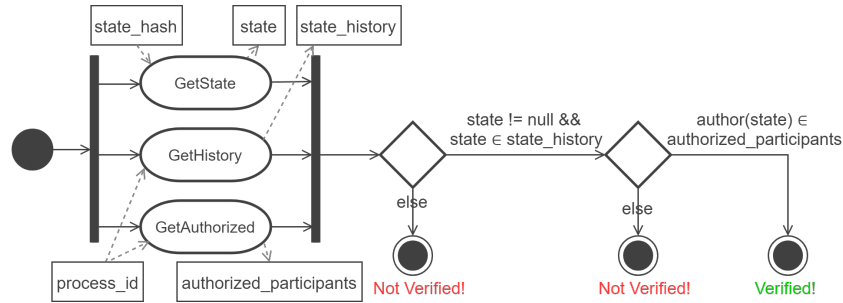 state_hash
state
state_history
GetState
GetHistory
GetAuthorized
process_id
authorized_participants
state != null &&
state ∈ state_history
else
Not Verified!
author(state) ∈
authorized_participants
else
Not Verified!
Verified!